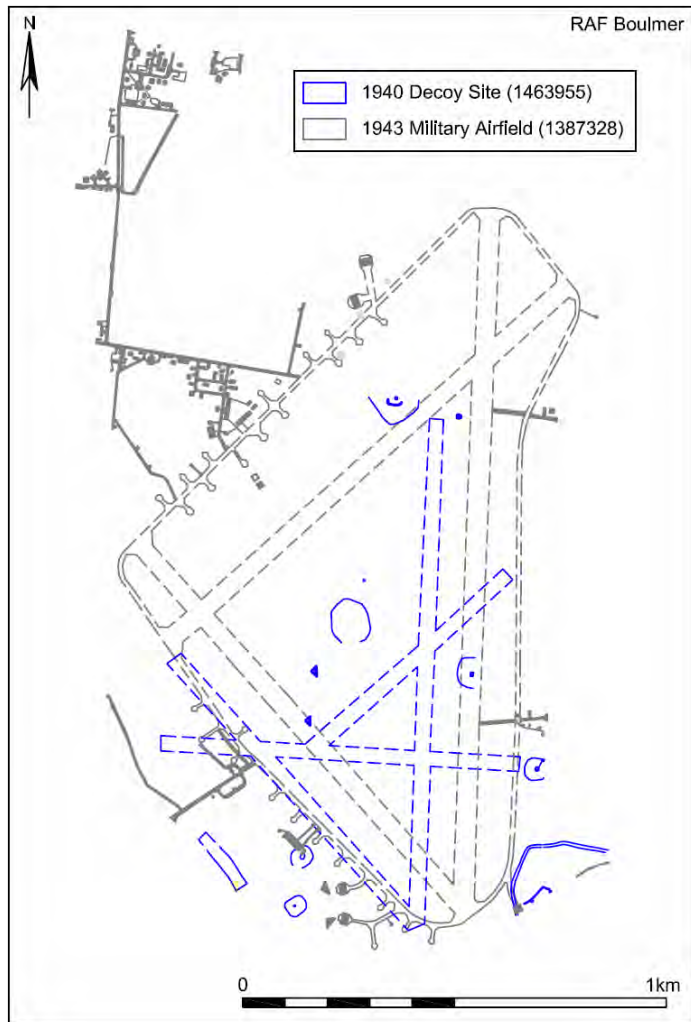 RAF Boulmer
N
1940 Decoy Site (1463955)
1943 Military Airfield (1387328)
0 1km